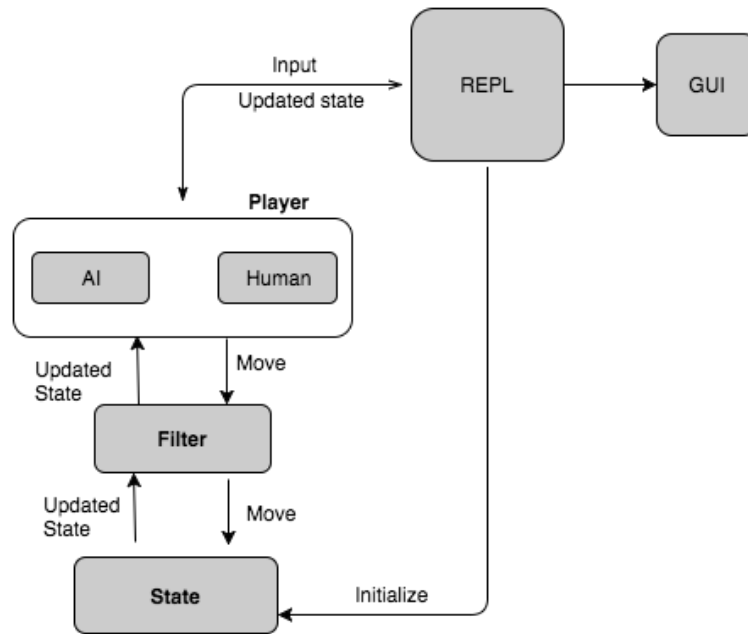 Input
REPL
GUI
Updated state
Player
AI
Human
Updated
State
Move
Filter
Updated
State
Move
State
Initialize